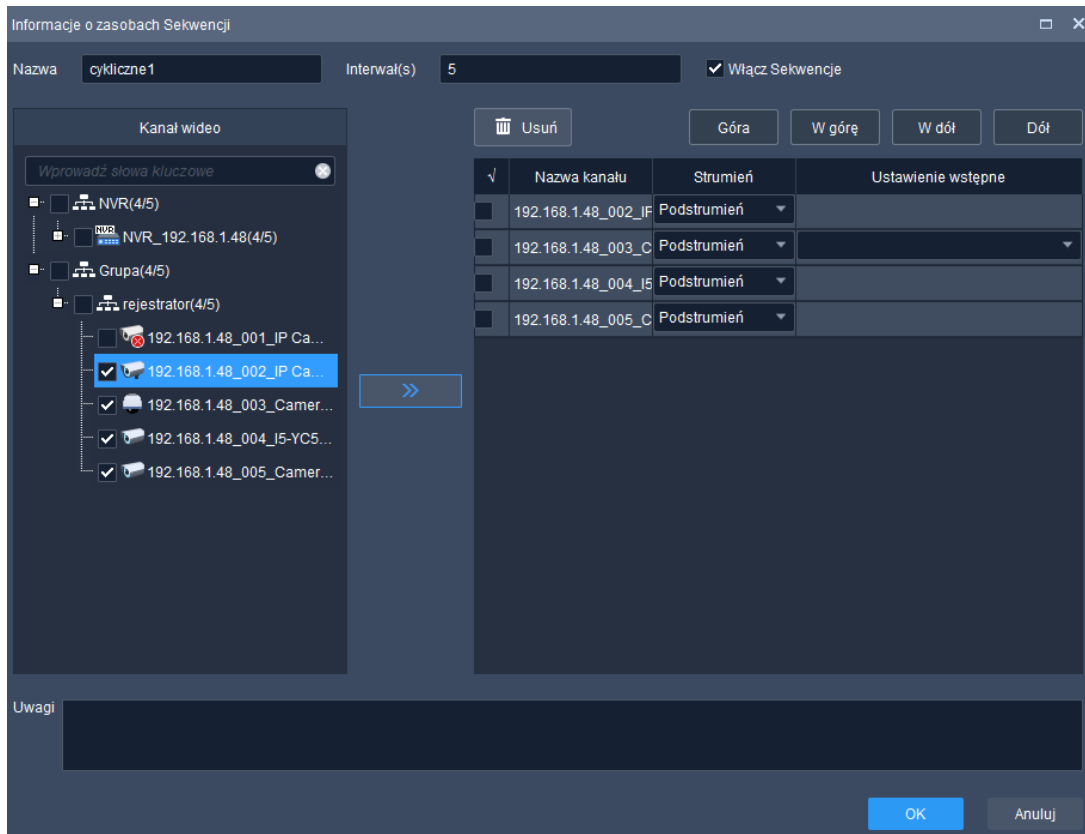 Informacje o zasobach Sekwencji
Nazwa cykliczne1 Interwał(s) 5 Włącz Sekwencje
Kanał wideo
Usuń Góra W górę W dół Dół
Wprowadź słowa kluczowe
NVR(4/5)
NVR
NVR_192.168.1.48(4/5)
Grupa(4/5)
rejestrator(4/5)
192.168.1.48_001_IP Ca...
192.168.1.48_002_IP Ca...
192.168.1.48_003_Camer...
192.168.1.48_004_I5-YC5...
192.168.1.48_005_Camer...
√ Nazwa kanału Strumień Ustawienie wstępne
192.168.1.48_002_IF Podstrumień
192.168.1.48_003_C Podstrumień
192.168.1.48_004_I5 Podstrumień
192.168.1.48_005_C Podstrumień
Uwagi
OK Anuluj